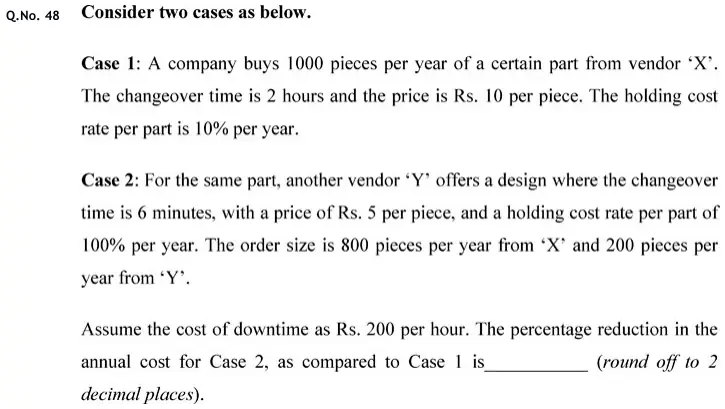 Q.No. 48 Consider two cases as below.
Case 1: A company buys 1000 pieces per year of a certain part from vendor ‘X’.
The changeover time is 2 hours and the price is Rs. 10 per piece. The holding cost
rate per part is 10% per year.
Case 2: For the same part, another vendor ‘Y’ offers a design where the changeover
time is 6 minutes, with a price of Rs. 5 per piece, and a holding cost rate per part of
100% per year. The order size is 800 pieces per year from ‘X’ and 200 pieces per
year from ‘Y’.
Assume the cost of downtime as Rs. 200 per hour. The percentage reduction in the
annual cost for Case 2, as compared to Case 1 is____________ (round off to 2
decimal places).